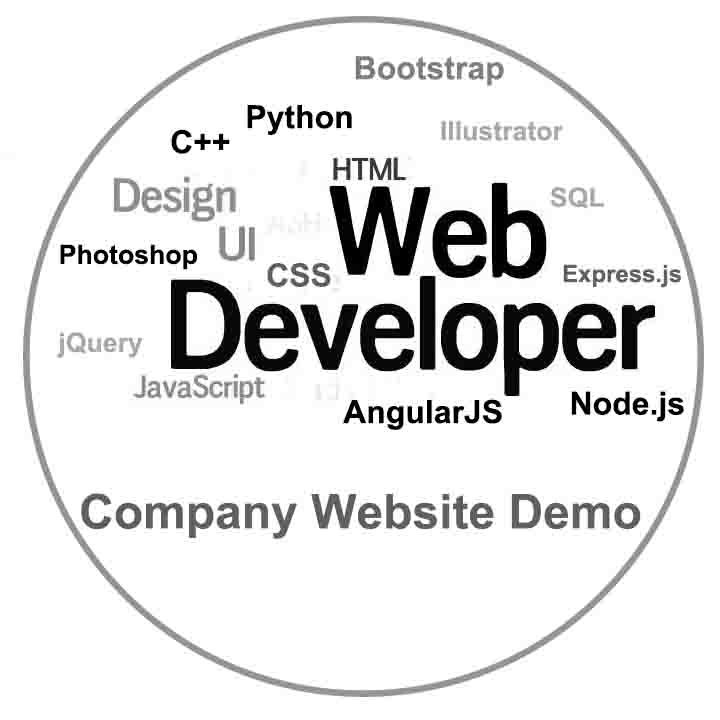 Bootstrap
Python
Illustrator
C++
HTML
Design
SQL
Web
UI
Photoshop
CSS
Express.js
Developer
jQuery
JavaScript
AngularJS
Node.js
Company Website Demo